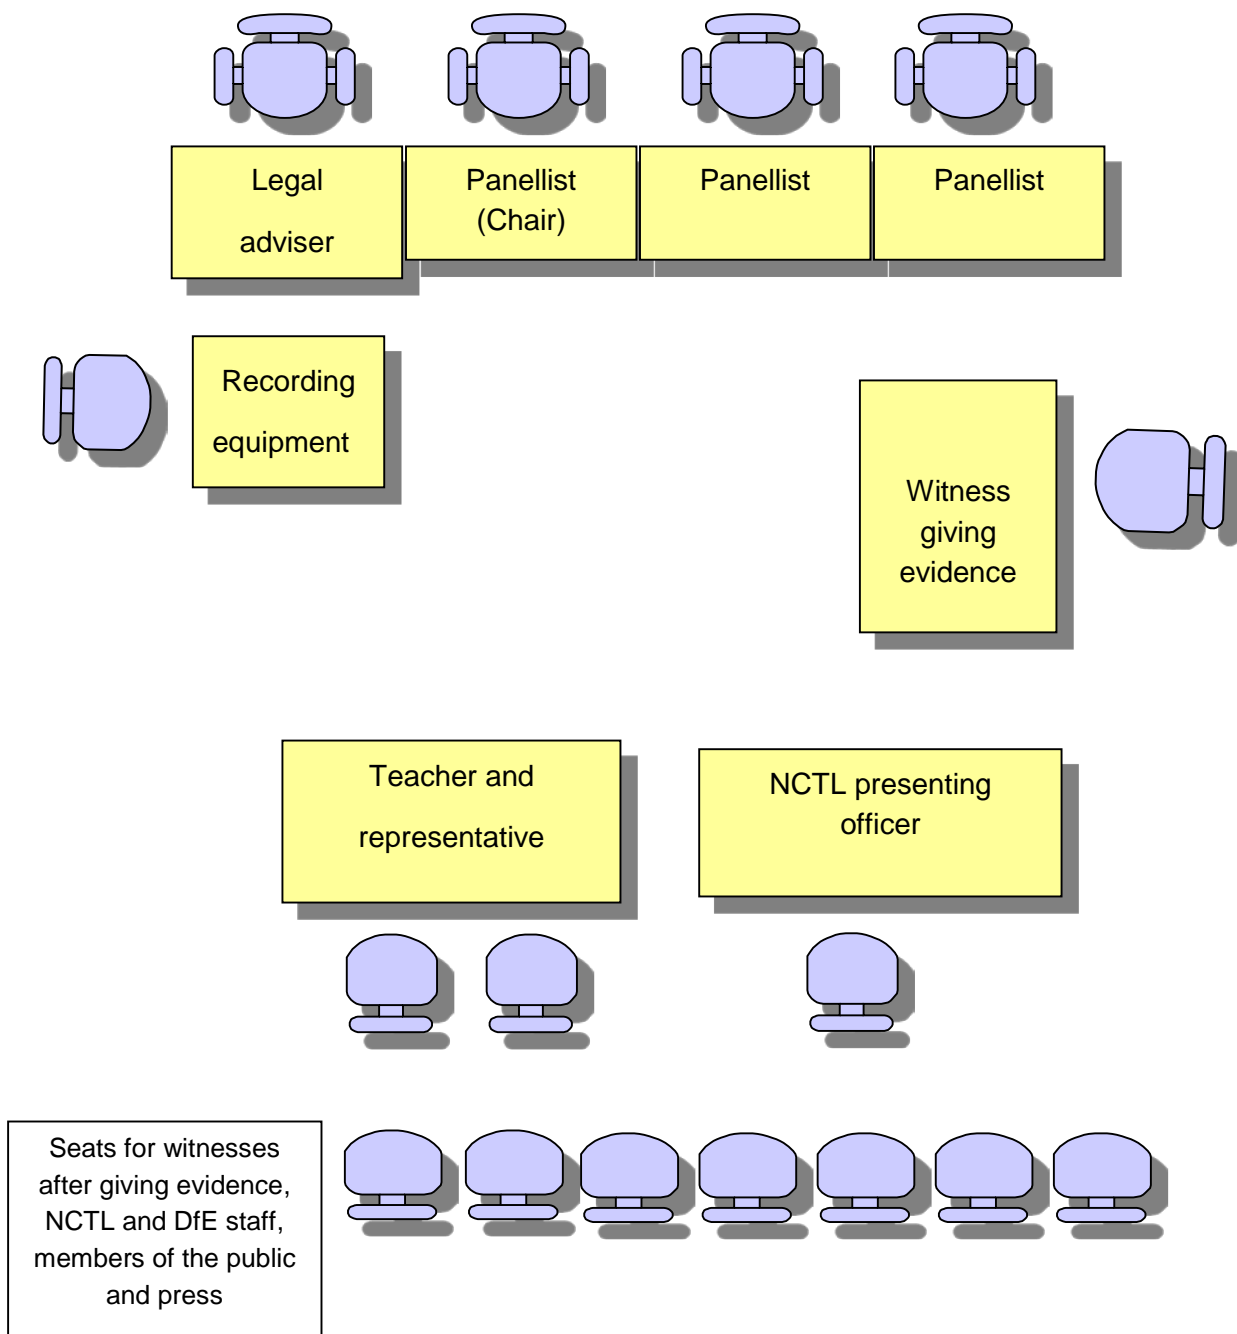 Legal
adviser
Panellist
(Chair)
Panellist
Panellist
Recording
equipment
Witness
giving
evidence
Teacher and
representative
NCTL presenting
officer
Seats for witnesses
after giving evidence,
NCTL and DfE staff,
members of the public
and press